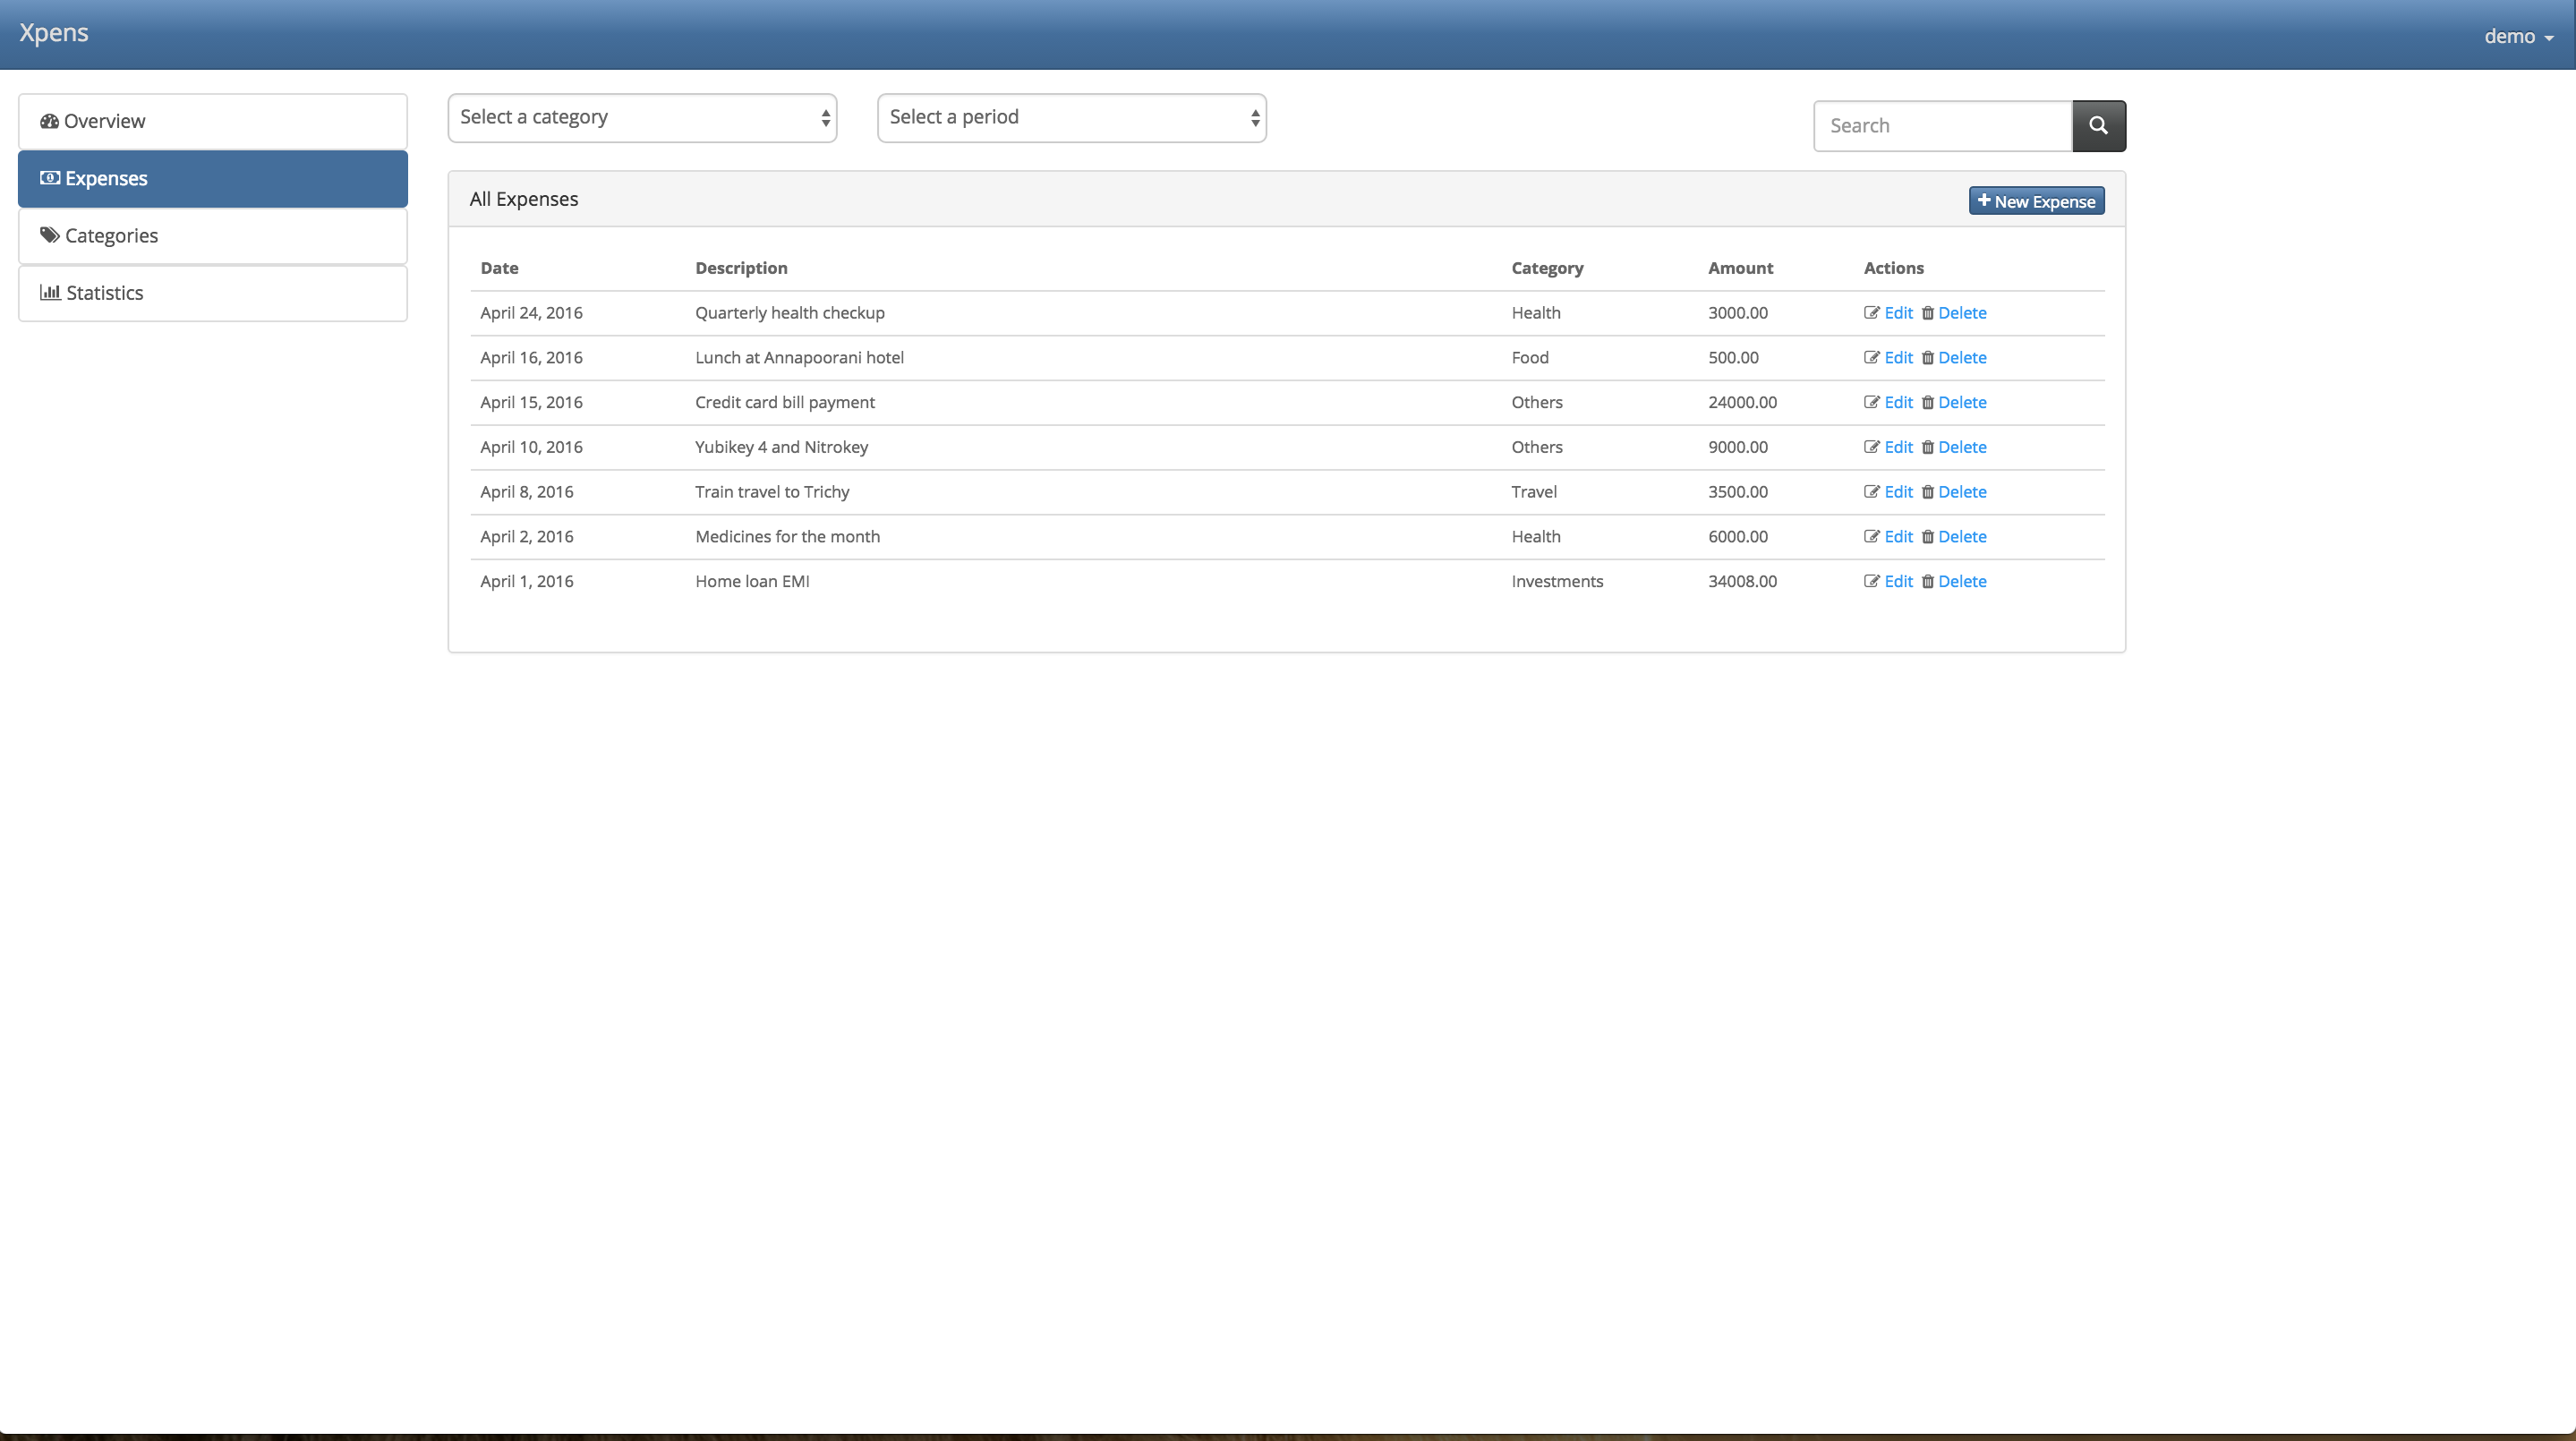 Xpens
demo
Overview
Expenses
Categories
Statistics
Select a category
Select a period
Search
All Expenses
New Expense
Date Description Category Amount Actions
April 24, 2016 Quarterly health checkup Health 3000.00 Edit Delete
April 16, 2016 Lunch at Annapoorani hotel Food 500.00 Edit Delete
April 15, 2016 Credit card bill payment Others 24000.00 Edit Delete
April 10, 2016 Yubikey 4 and Nitrokey Others 9000.00 Edit Delete
April 8, 2016 Train travel to Trichy Travel 3500.00 Edit Delete
April 2, 2016 Medicines for the month Health 6000.00 Edit Delete
April 1, 2016 Home loan EMI Investments 34008.00 Edit Delete